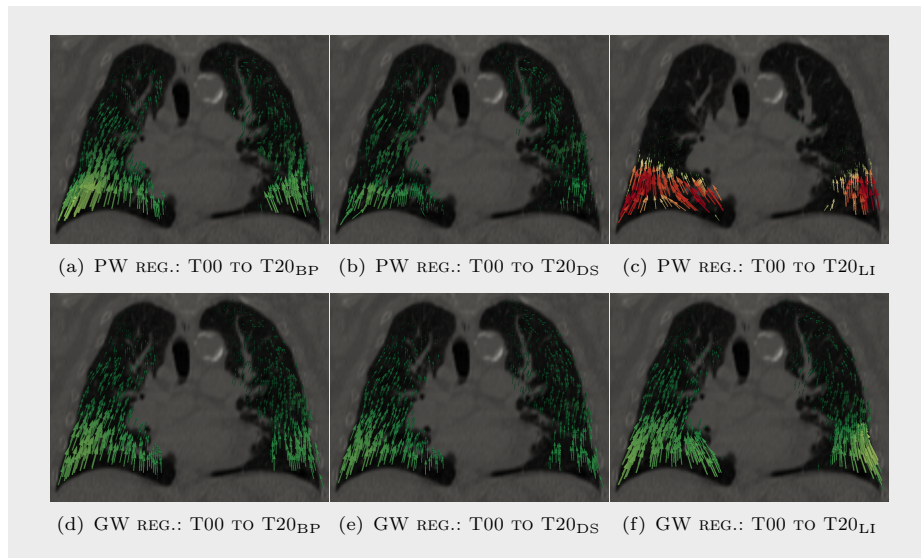 (a) PW REG.: T00 TO T20BP (b) PW REG.: T00 TO T20DS (c) PW REG.: T00 TO T20LI
(d) GW REG.: T00 TO T20BP (e) GW REG.: T00 TO T20DS (f) GW REG.: T00 TO T20LI